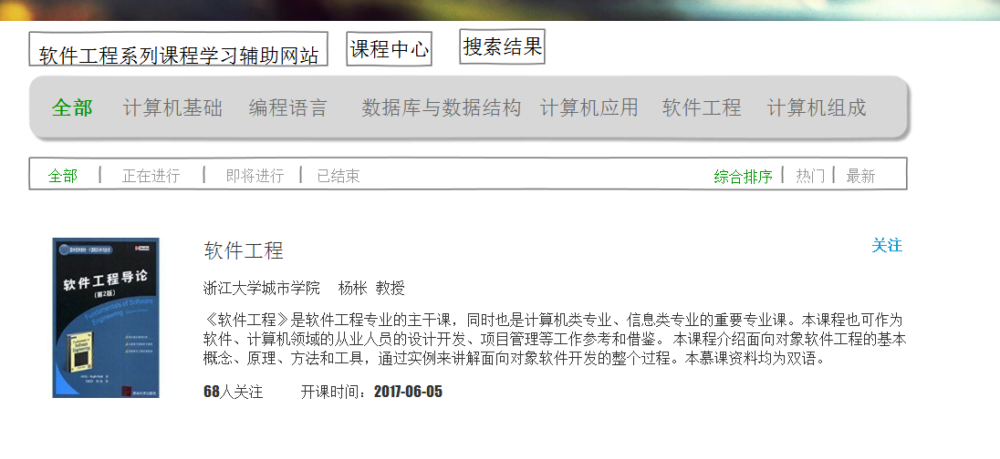 软件工程系列课程学习辅助网站 课程中心 搜索结果
全部 计算机基础 编程语言 数据库与数据结构 计算机应用 软件工程 计算机组成
全部 | 正在进行 | 即将进行 | 已结束 综合排序 | 热门 | 最新
软件工程导论
(第2版)
Fundamentals of Software
Engineering
清华大学出版社
软件工程 关注
浙江大学城市学院 杨枨 教授
《软件工程》是软件工程专业的主干课，同时也是计算机类专业、信息类专业的重要专业课。本课程也可作为
软件、计算机领域的从业人员的设计开发、项目管理等工作参考和借鉴。 本课程介绍面向对象软件工程的基本
概念、原理、方法和工具，通过实例来讲解面向对象软件开发的整个过程。本慕课资料均为双语。
68人关注 开课时间：2017-06-05